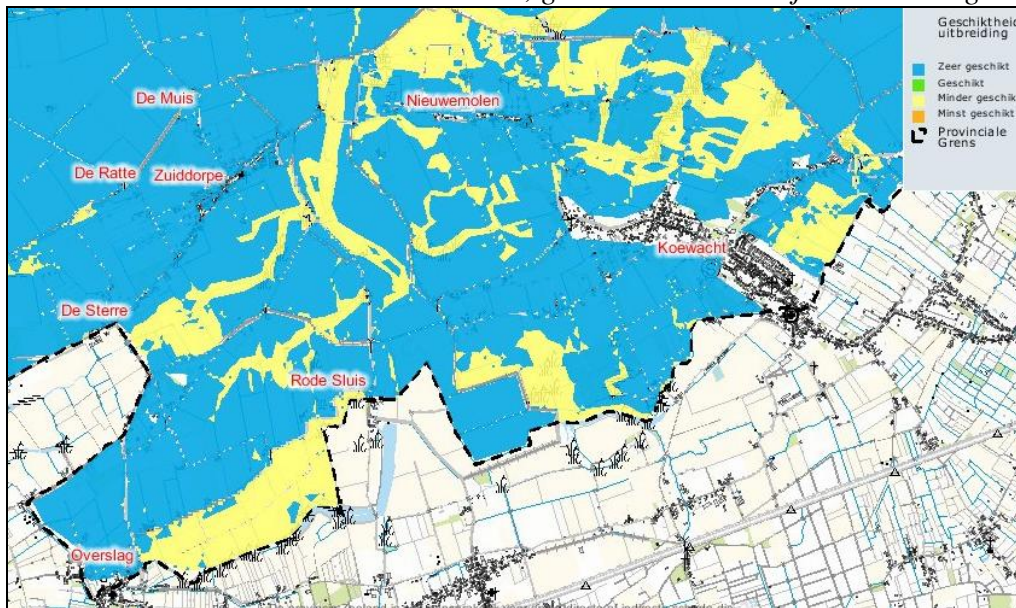 Geschiktheid
uitbreiding
Zeer geschikt
Geschikt
Minder geschikt
Minst geschikt
Provinciale
Grens
De Muis
Nieuwemolen
De Ratte
Zuiddorpe
Koewacht
De Sterre
Rode Sluis
Overslag